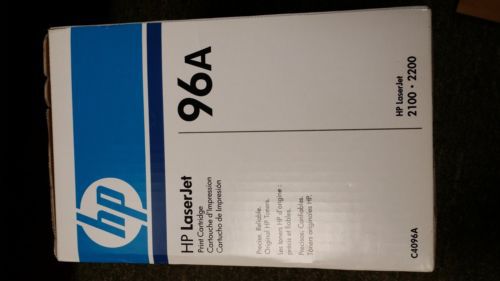 hp
96A
HP LaserJet
Print Cartridge
Cartouche d'impression
Cartucho de Impresión
Precise. Reliable.
Original HP Toners.
Les toners HP d'origine :
précis et fiables.
Precisos. Confiables.
Tóners originales HP.
HP LaserJet
2100 • 2200
C4096A